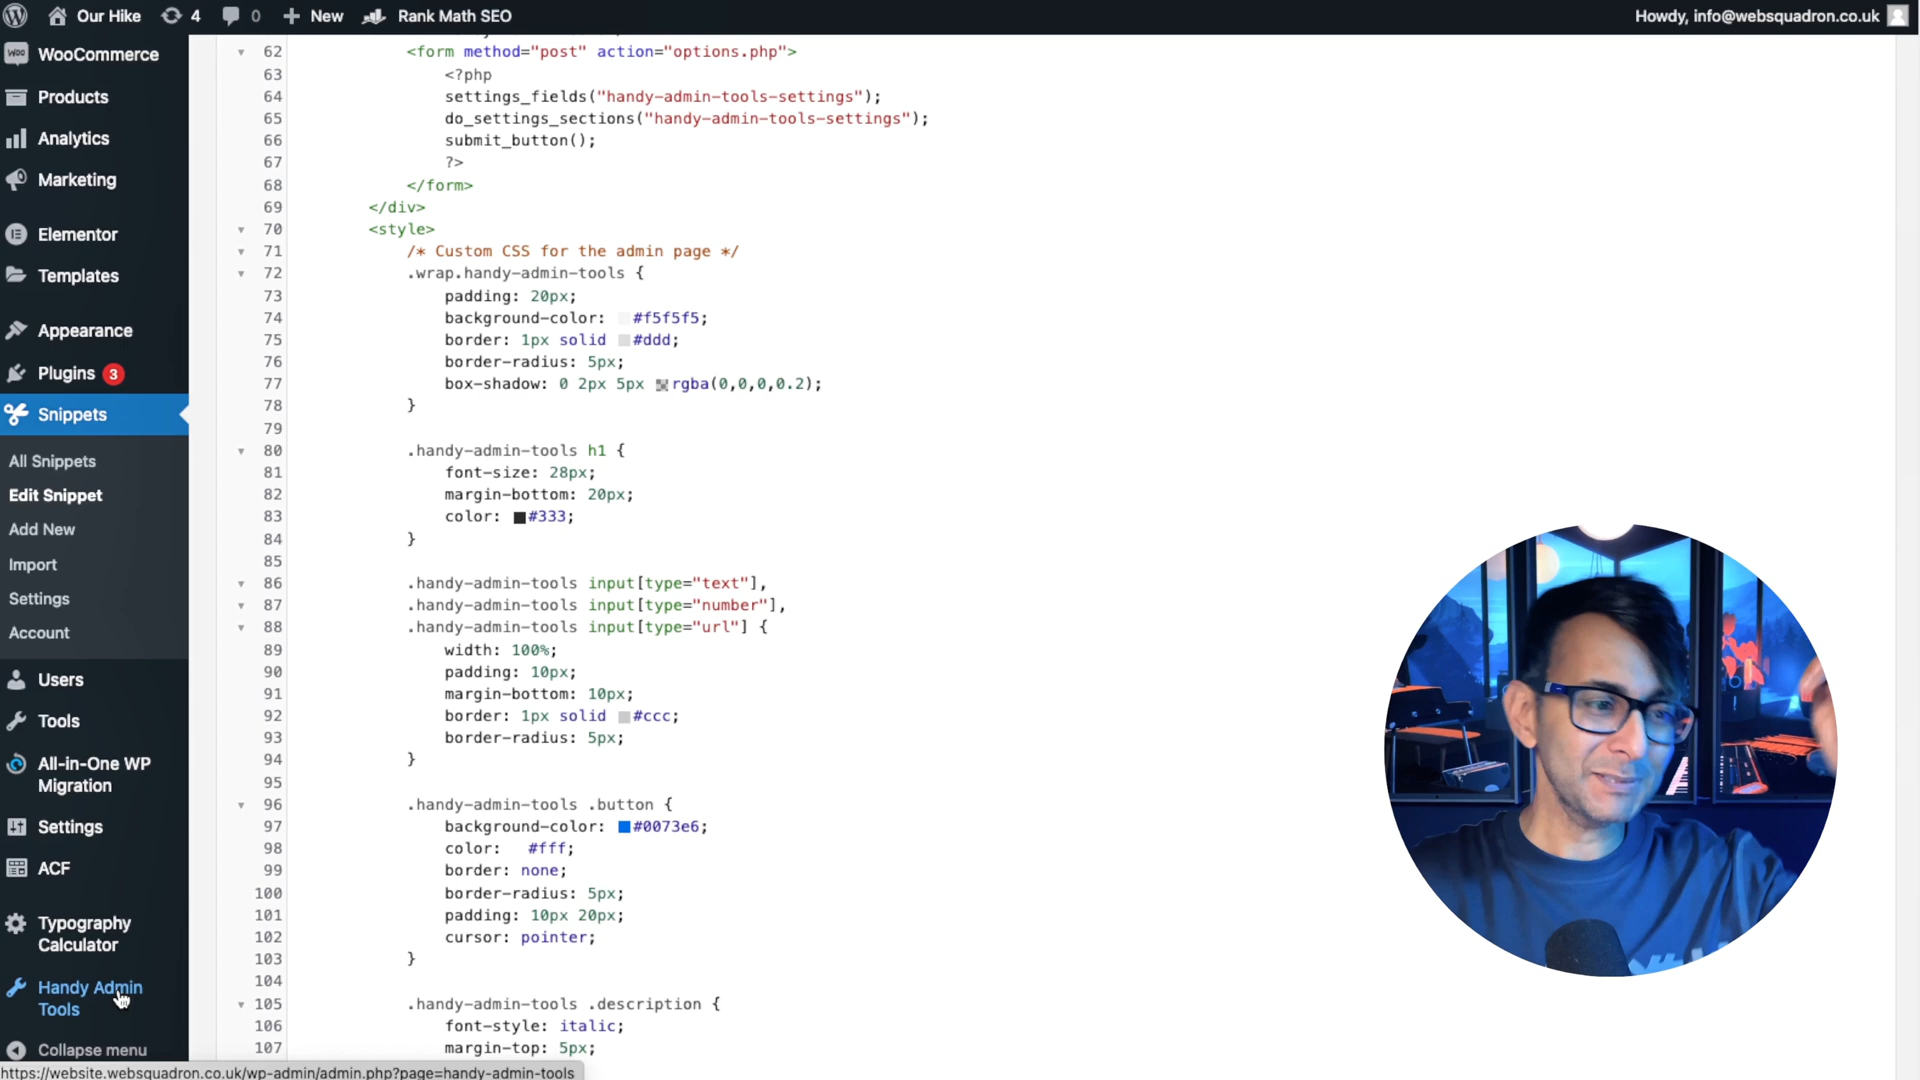 Our Hike 4 0 New Rank Math SEO Howdy, info@websquadron.co.uk
WOO WooCommerce
Products
Analytics
Marketing
Elementor
Templates
Appearance
Plugins 3
Snippets
All Snippets
Edit Snippet
Add New
Import
Settings
Account
Users
Tools
All-in-One WP
Migration
Settings
ACF
Typography
Calculator
Handy Admin
Tools
Collapse menu
https://website.websquadron.co.uk/wp-admin/admin.php?page=handy-admin-tools
62 <form method="post" action="options.php">
63 <?php
64 settings_fields("handy-admin-tools-settings");
65 do_settings_sections("handy-admin-tools-settings");
66 submit_button();
67 ?>
68 </form>
69 </div>
70 <style>
71 /* Custom CSS for the admin page */
72 .wrap.handy-admin-tools {
73 padding: 20px;
74 background-color: #f5f5f5;
75 border: 1px solid #ddd;
76 border-radius: 5px;
77 box-shadow: 0 2px 5px rgba(0,0,0,0.2);
78 }
79
80 .handy-admin-tools h1 {
81 font-size: 28px;
82 margin-bottom: 20px;
83 color: #333;
84 }
85
86 .handy-admin-tools input[type="text"],
87 .handy-admin-tools input[type="number"],
88 .handy-admin-tools input[type="url"] {
89 width: 100%;
90 padding: 10px;
91 margin-bottom: 10px;
92 border: 1px solid #ccc;
93 border-radius: 5px;
94 }
95
96 .handy-admin-tools .button {
97 background-color: #0073e6;
98 color: #fff;
99 border: none;
100 border-radius: 5px;
101 padding: 10px 20px;
102 cursor: pointer;
103 }
104
105 .handy-admin-tools .description {
106 font-style: italic;
107 margin-top: 5px;